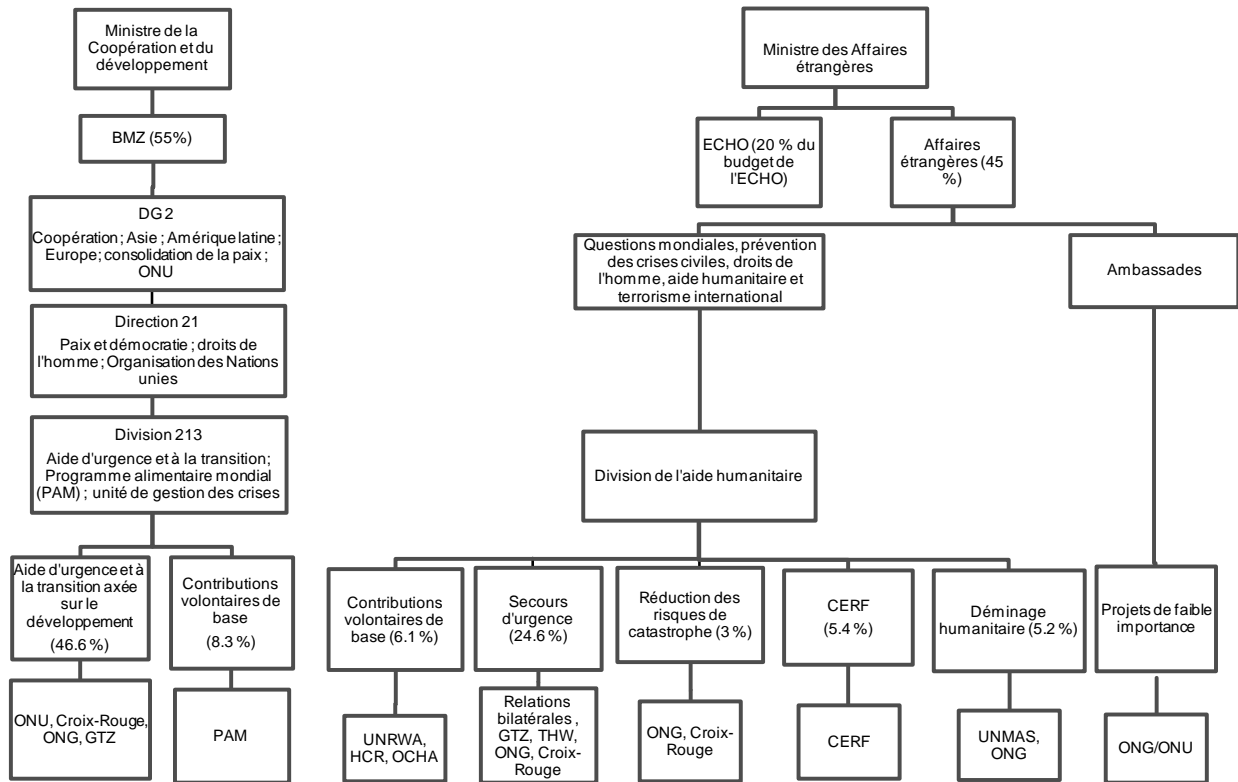 Ministre de la
Coopération et du
développement
BMZ (55%)
DG 2
Coopération ; Asie ; Amérique latine ;
Europe; consolidation de la paix ;
ONU
Direction 21
Paix et démocratie ; droits de
l'homme ; Organisation des Nations
unies
Division 213
Aide d'urgence et à la transition;
Programme alimentaire mondial
(PAM) ; unité de gestion des crises
Aide d'urgence et à
la transition axée
sur le
développement
(46.6 %)
Contributions
volontaires de
base
(8.3 %)
ONU, Croix-Rouge,
ONG, GTZ
PAM
Ministre des Affaires
étrangères
ECHO (20 % du
budget de
l'ECHO)
Affaires
étrangères (45
%)
Questions mondiales, prévention
des crises civiles, droits de
l'homme, aide humanitaire et
terrorisme international
Ambassades
Division de l'aide humanitaire
Contributions
volontaires de
base (6.1 %)
Secours
d'urgence
(24.6 %)
Réduction des
risques de
catastrophe (3 %)
CERF
(5.4 %)
Déminage
humanitaire (5.2 %)
Projets de faible
importance
UNRWA,
HCR, OCHA
Relations
bilatérales ,
GTZ, THW,
ONG, Croix-
Rouge
ONG, Croix-
Rouge
CERF
UNMAS,
ONG
ONG/ONU